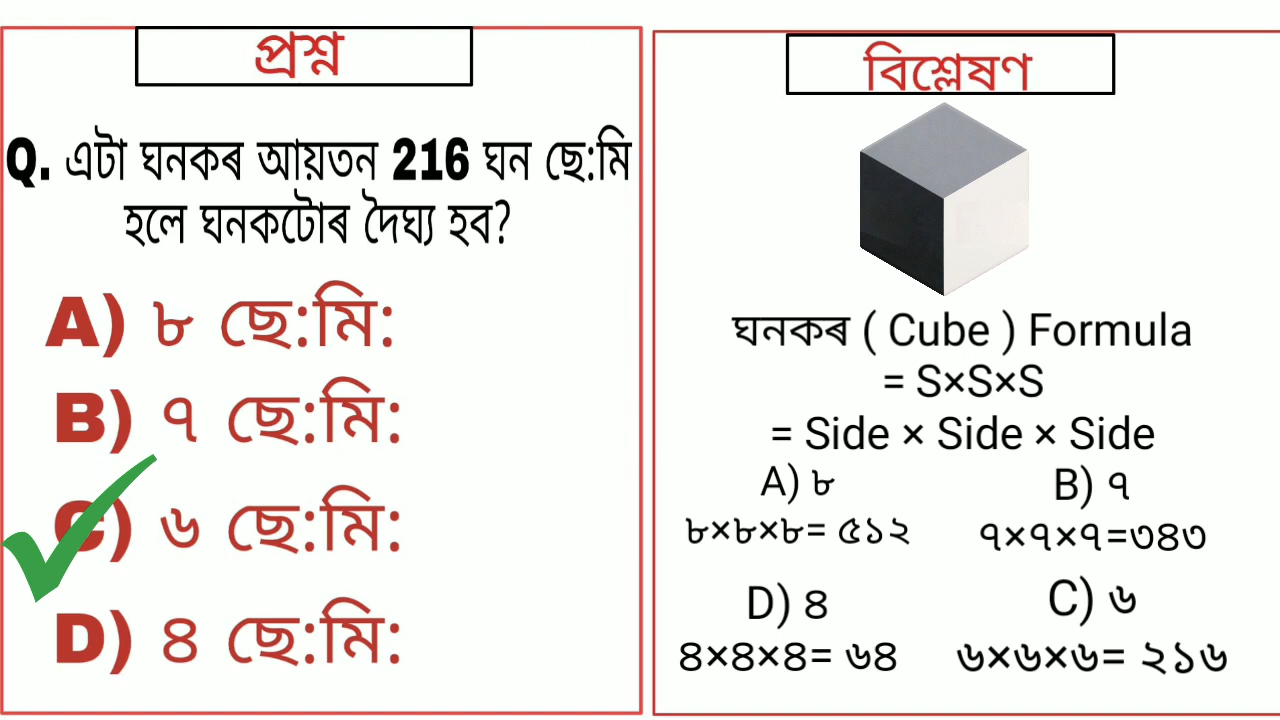 প্ৰশ্ন
Q. এটা ঘনকৰ আয়তন 216 ঘন ছে:মি
হলে ঘনকটোৰ দৈঘ্য হব?
A) ৮ ছে:মি:
B) ৭ ছে:মি:
C) ৬ ছে:মি:
D) ৪ ছে:মি:
বিশ্লেষণ
ঘনকৰ ( Cube ) Formula
= S×S×S
= Side × Side × Side
A) ৮
৮×৮×৮= ৫১২
B) ৭
৭×৭×৭=৩৪৩
D) ৪
৪×৪×৪= ৬৪
C) ৬
৬×৬×৬= ২১৬